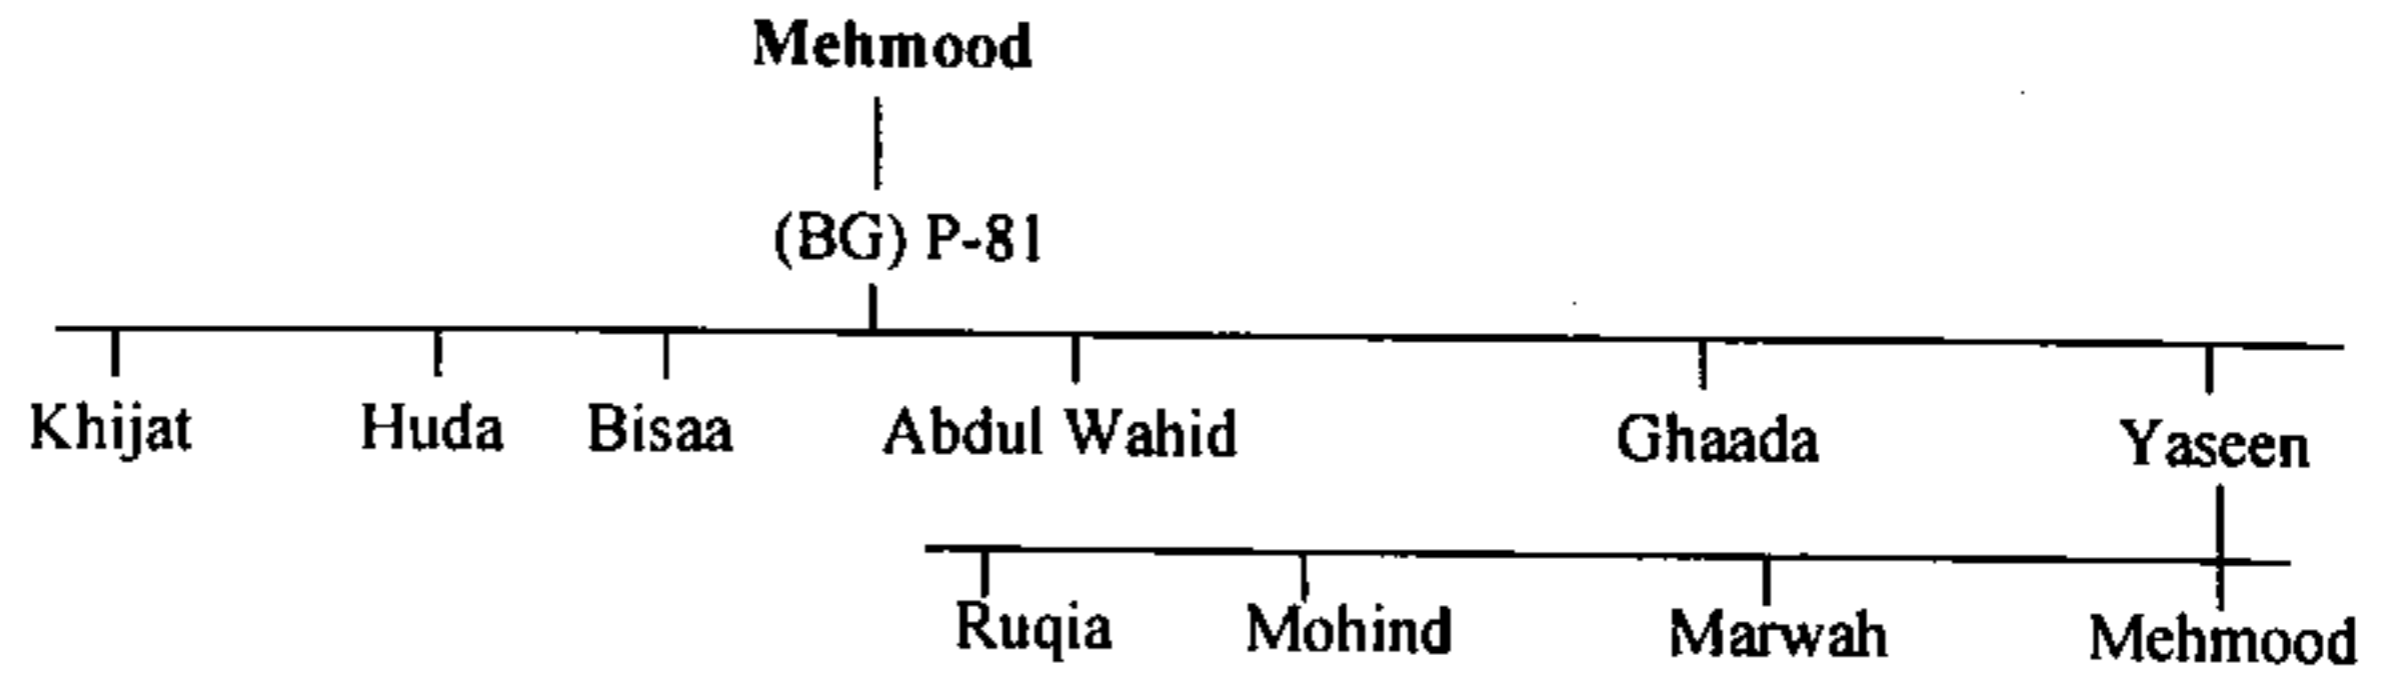 Mehmood
(BG) P-81
Khijat Huda Bisaa Abdul Wahid Ghaada Yaseen
Ruqia Mohind Marwah Mehmood